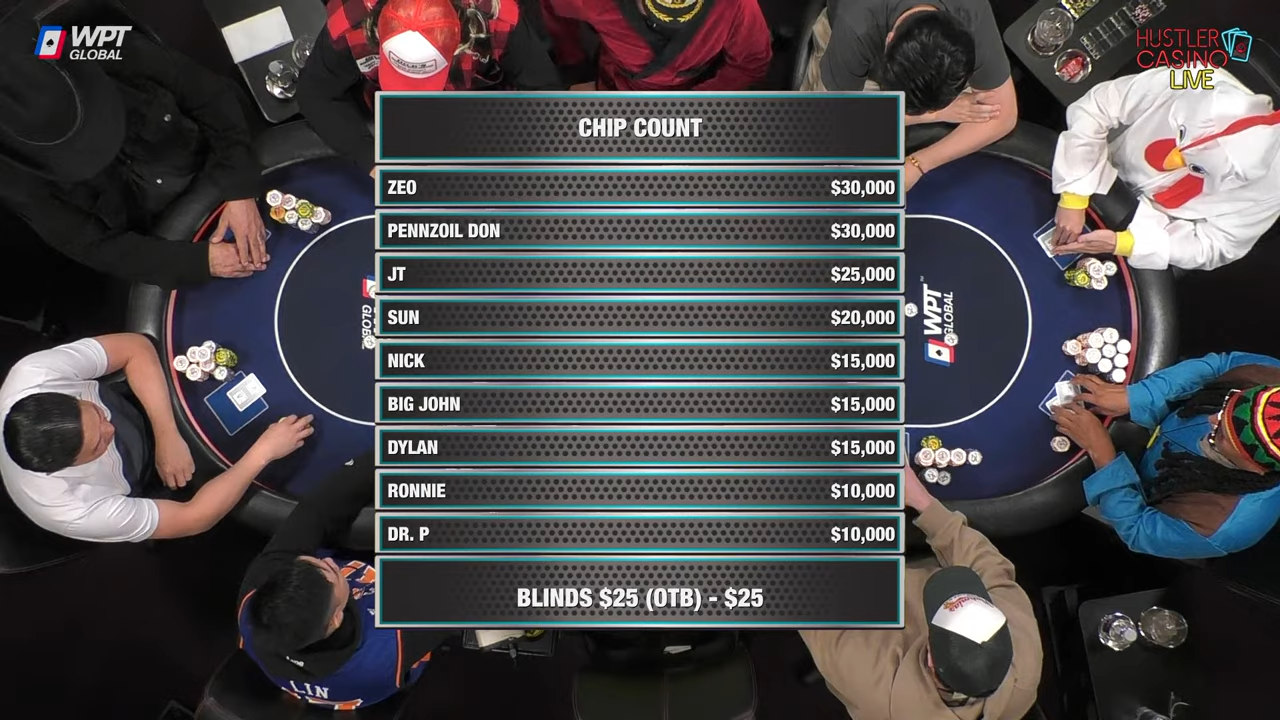 WPT
GLOBAL
HUSTLER
CASINO
LIVE
CHIP COUNT
ZEO $30,000
PENNZOIL DON $30,000
JT $25,000
SUN $20,000
NICK $15,000
BIG JOHN $15,000
DYLAN $15,000
RONNIE $10,000
DR. P $10,000
BLINDS $25 (OTB) - $25
WPT
GLOBAL
LIN